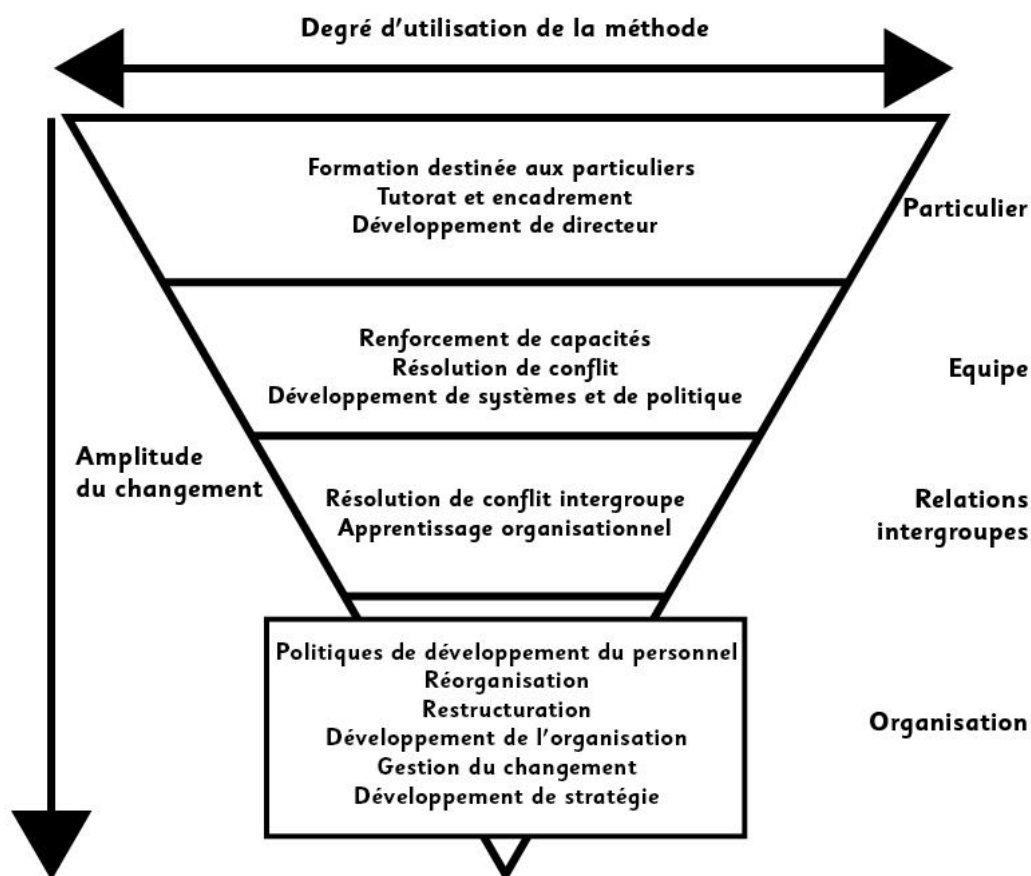 Degré d'utilisation de la méthode
Formation destinée aux particuliers
Tutorat et encadrement
Développement de directeur
Particulier
Renforcement de capacités
Résolution de conflit
Développement de systèmes et de politique
Equipe
Amplitude
du changement
Résolution de conflit intergroupe
Apprentissage organisationnel
Relations
intergroupes
Politiques de développement du personnel
Réorganisation
Restructuration
Développement de l'organisation
Gestion du changement
Développement de stratégie
Organisation